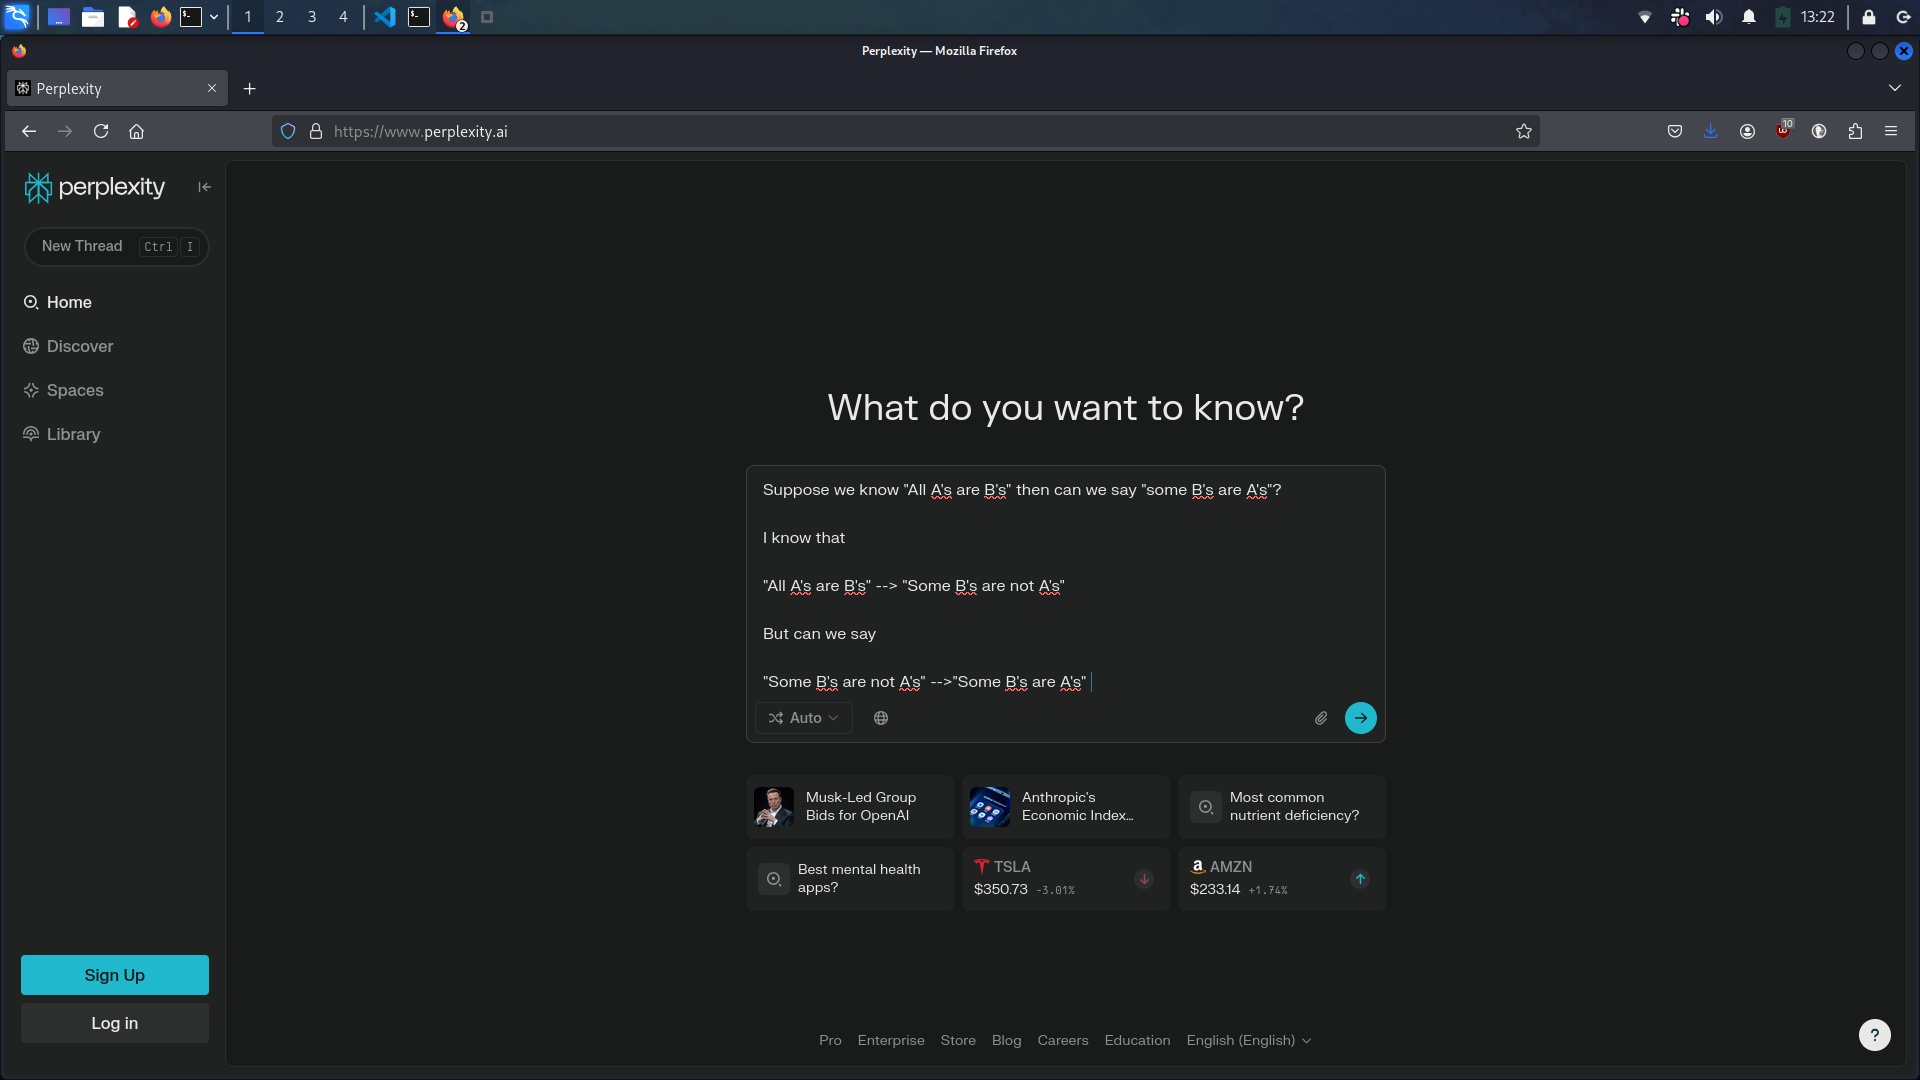 1
2
3
4
2
13:22
Perplexity — Mozilla Firefox
Perplexity
https://www.perplexity.ai
10
perplexity
New Thread Ctrl I
Home
Discover
Spaces
Library
What do you want to know?
Suppose we know "All A's are B's" then can we say "some B's are A's"?
I know that
"All A's are B's" --> "Some B's are not A's"
But can we say
"Some B's are not A's" -->"Some B's are A's"
Auto
Musk-Led Group
Bids for OpenAI
Anthropic's
Economic Index…
Most common
nutrient deficiency?
Best mental health
apps?
TSLA
$350.73 -3.01%
AMZN
$233.14 +1.74%
Sign Up
Log in
Pro Enterprise Store Blog Careers Education English (English)
?